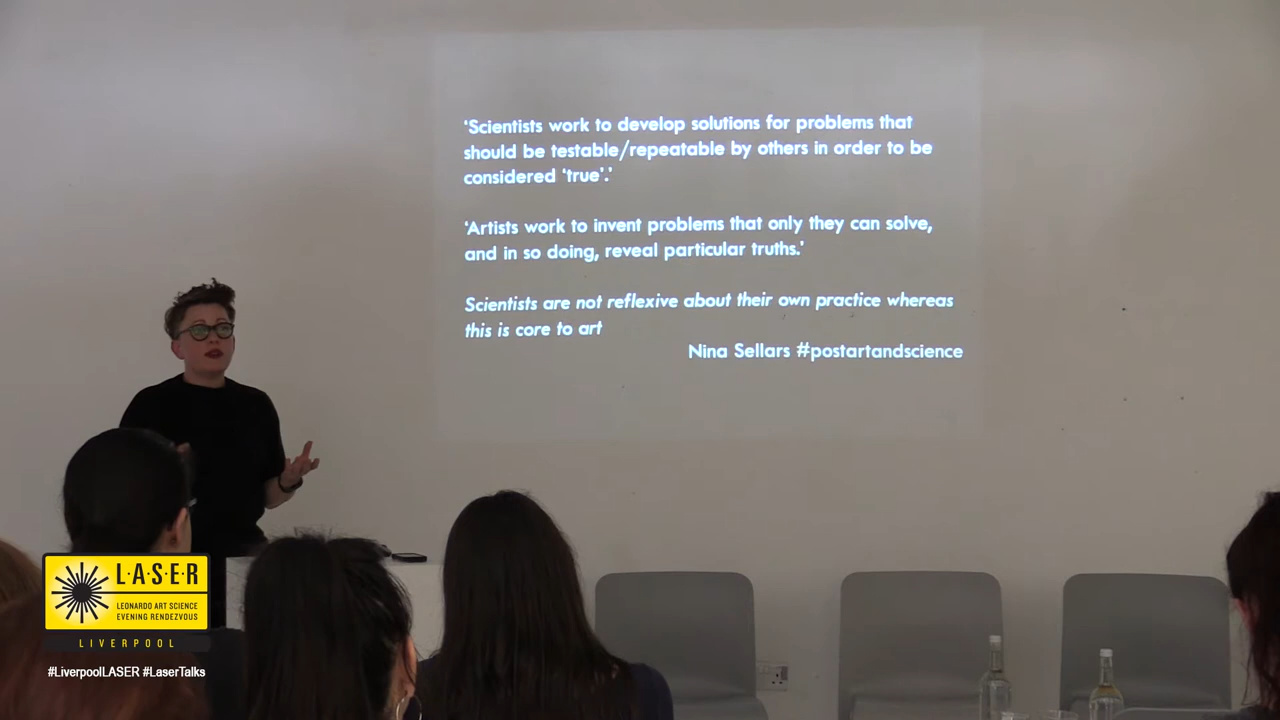 ‘Scientists work to develop solutions for problems that
should be testable/repeatable by others in order to be
considered ‘true’.’
‘Artists work to invent problems that only they can solve,
and in so doing, reveal particular truths.’
Scientists are not reflexive about their own practice whereas
this is core to art
Nina Sellars #postartandscience
L·A·S·E·R
LEONARDO ART SCIENCE
EVENING RENDEZVOUS
LIVERPOOL
#LiverpoolLASER #LaserTalks